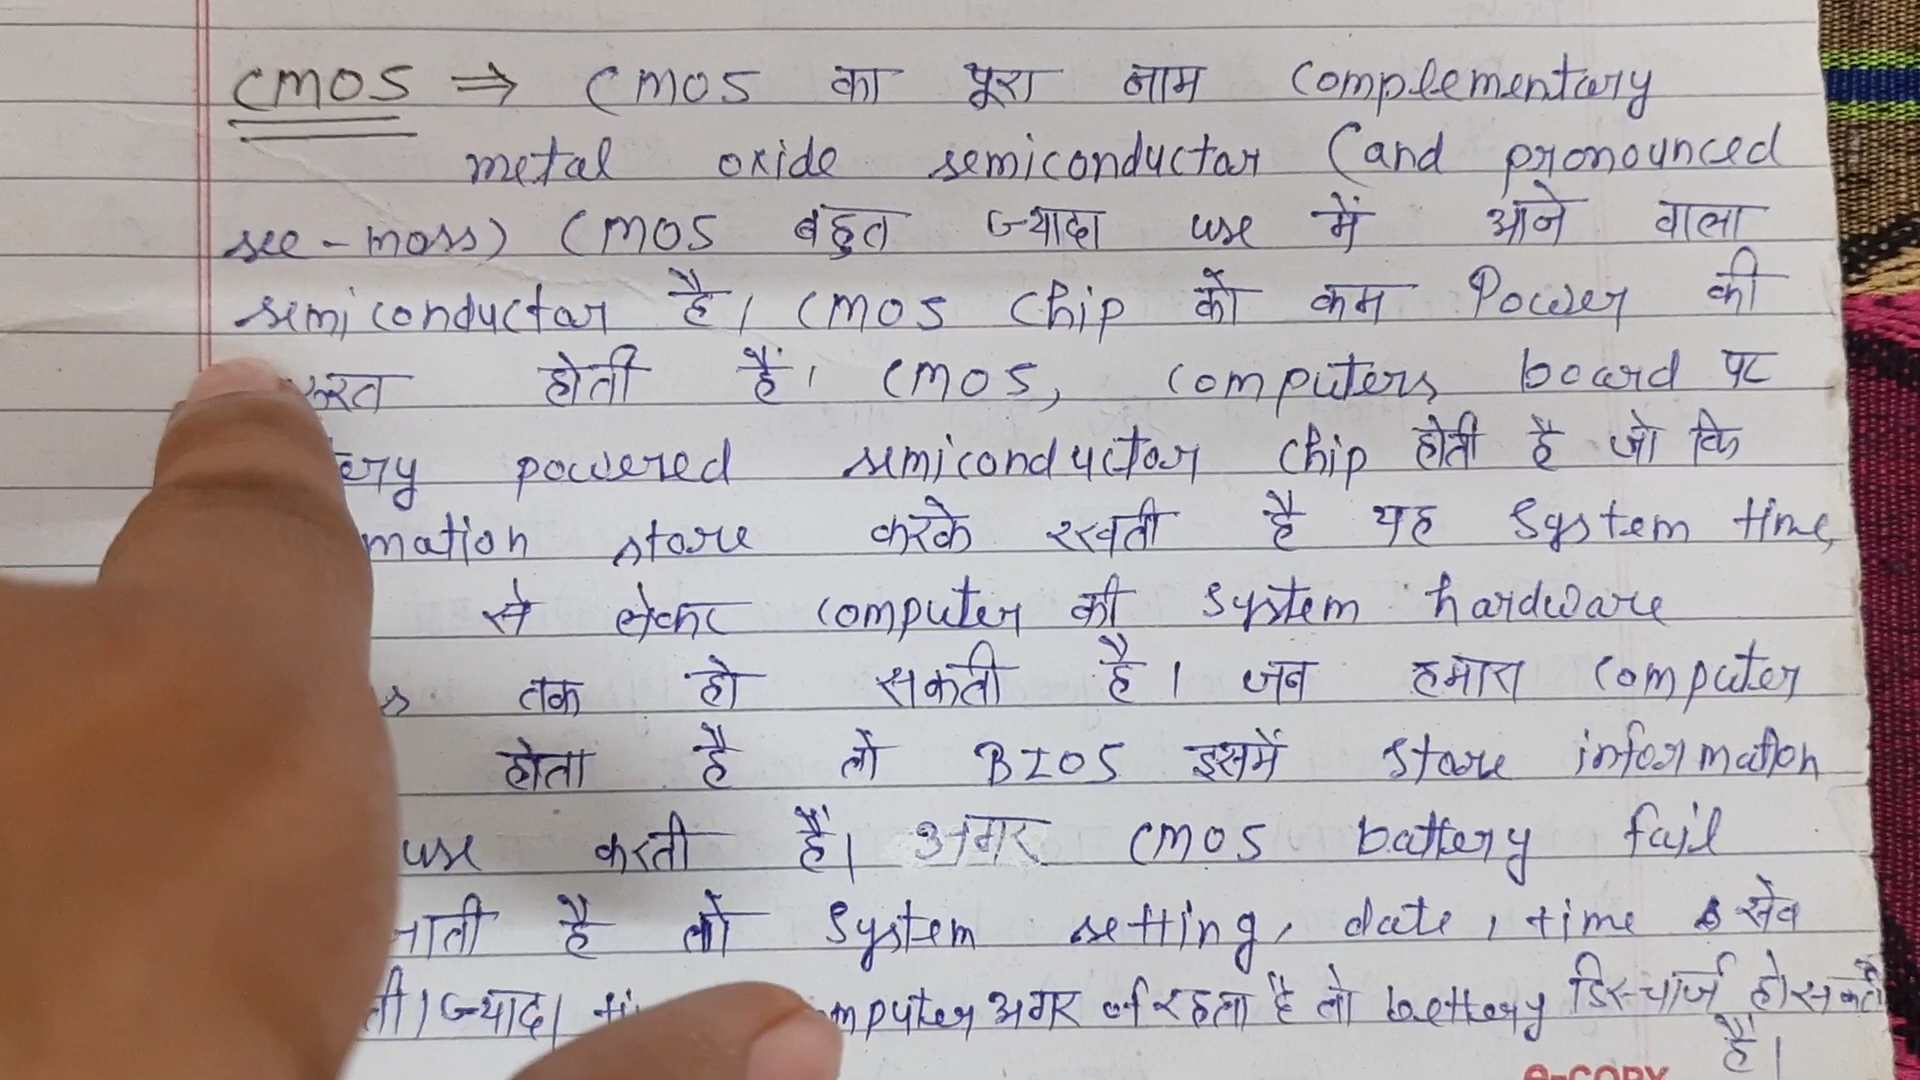 CMOS ⇒ CMOS का पूरा नाम Complementary
metal oxide semiconductor (and pronounced
see-moss) CMOS बहुत ज्यादा use में आने वाला
semiconductor है। CMOS Chip को कम Power की
होती है। CMOS, Computers board पर
powered semiconductor Chip होती है जो कि
mation store करके रखती है यह System time,
से लेकर Computer की System hardware
तक हो सकती है। जब हमारा Computer
होता है तो BIOS इसमें Store information
use करती है। अगर CMOS battery fail
जाती है तो System setting, date, time सेव
ज्यादा अगर ऑफ रहता है तो battery डिस्चार्ज हो सकती
है।
e-COPY